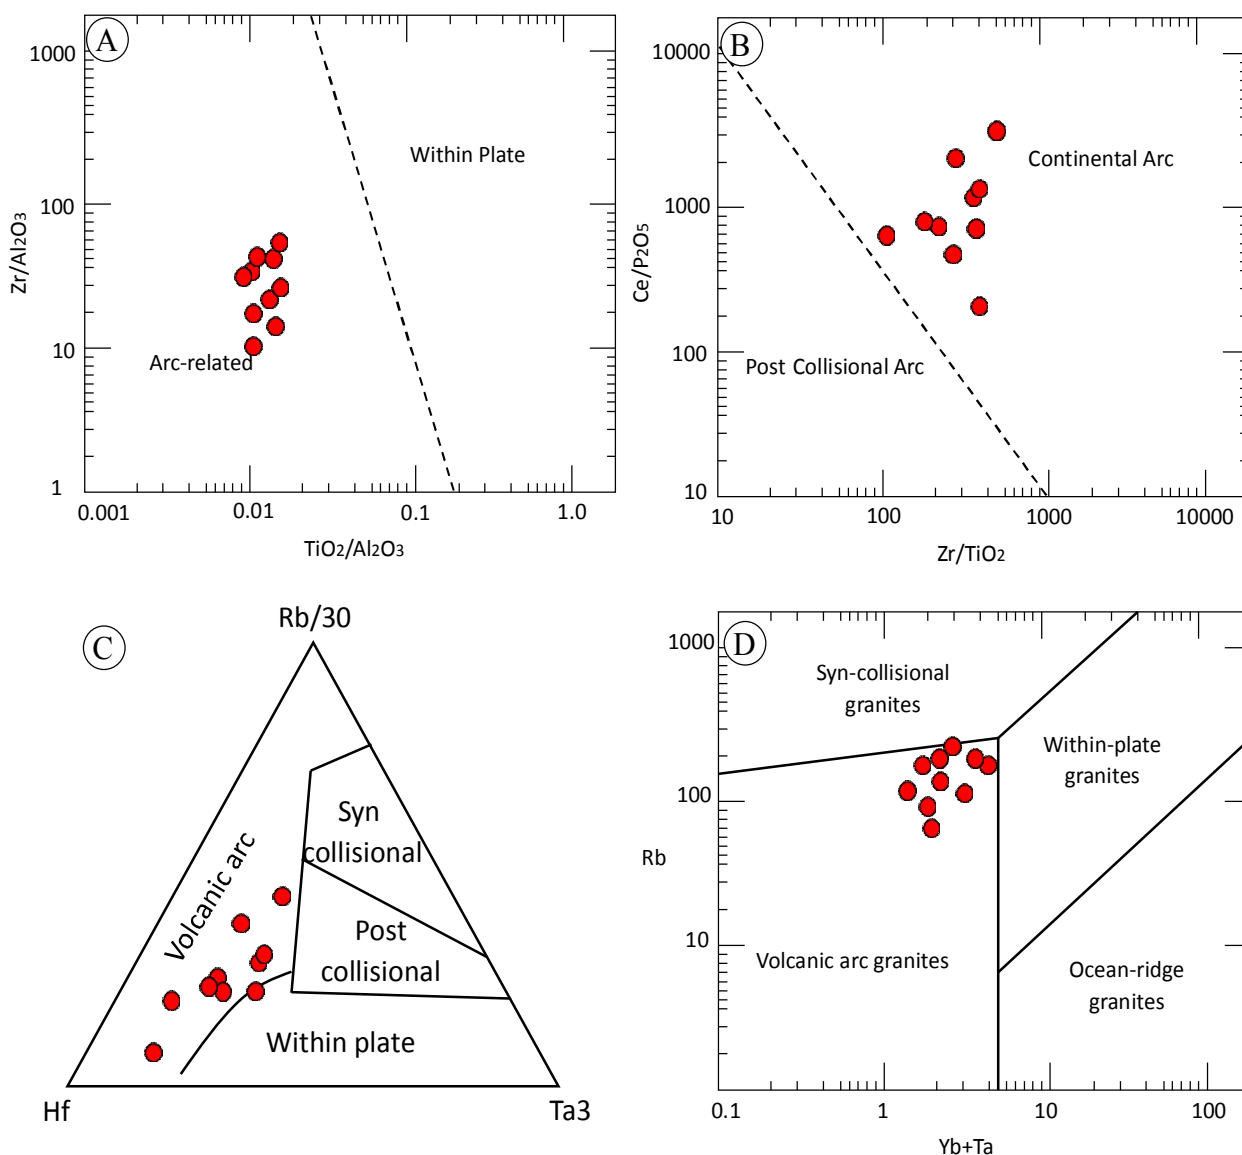 A
1000
100
10
1
Zr/Al2O3
Within Plate
Arc-related
0.001
0.01
0.1
1.0
TiO2/Al2O3
B
10000
1000
100
10
Ce/P2O5
Continental Arc
Post Collisional Arc
10
100
1000
10000
Zr/TiO2
C
Rb/30
Syn
collisional
Volcanic arc
Post
collisional
Within plate
Hf
Ta3
D
1000
100
10
Rb
Syn-collisional
granites
Within-plate
granites
Volcanic arc granites
Ocean-ridge
granites
0.1
1
10
100
Yb+Ta